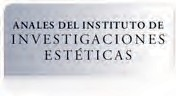 ANALES DEL INSTITUTO DE
INVESTIGACIONES
ESTÉTICAS